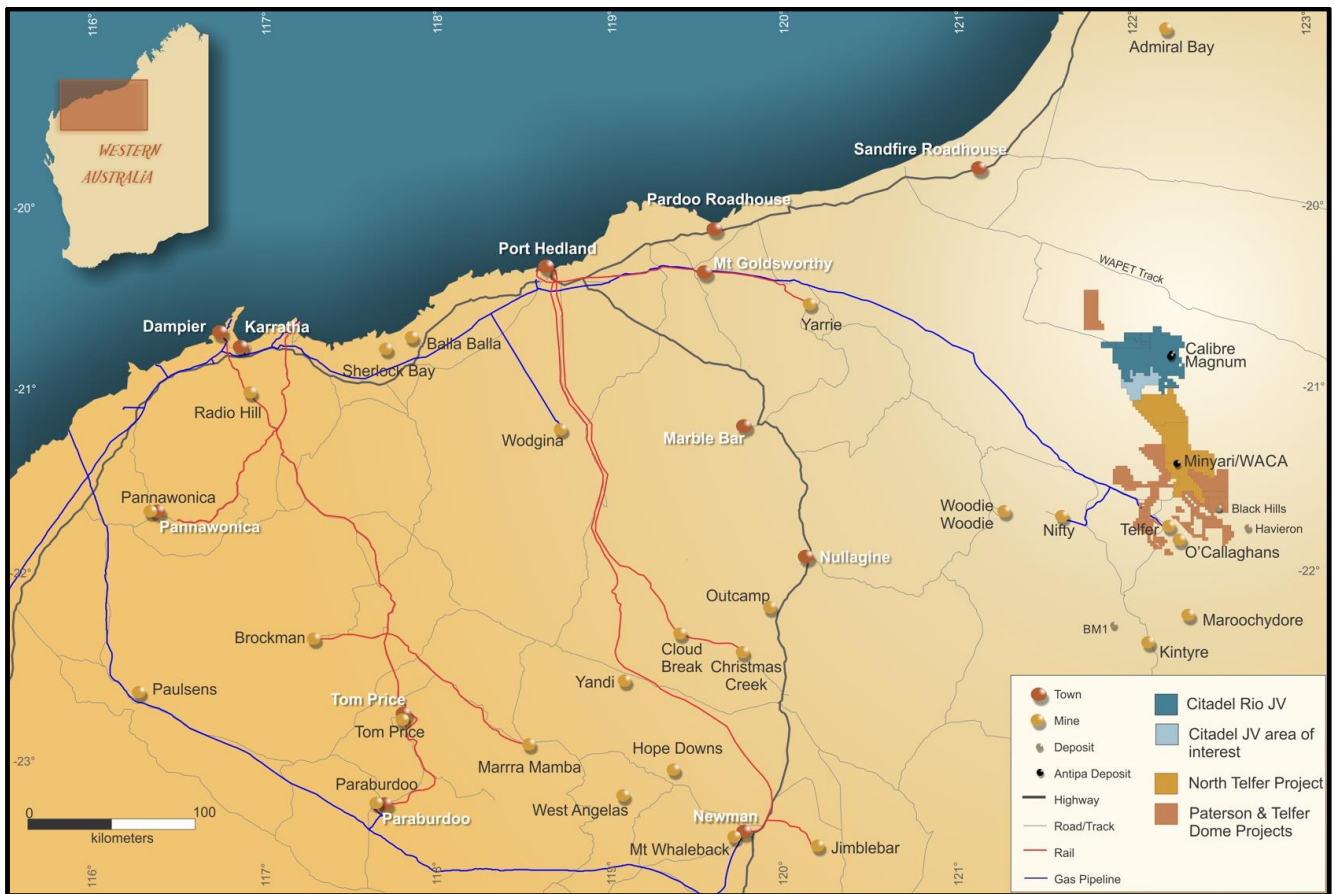 116°
117°
118°
119°
120°
121°
122°
123°
Admiral Bay
WESTERN
AUSTRALIA
Sandfire Roadhouse
Pardoo Roadhouse
-20°
-20°
Port Hedland
Mt Goldsworthy
WAPET Track
Dampier
Karratha
Yarrie
Balla Balla
Sherlock Bay
Calibre
Magnum
-21°
-21°
Radio Hill
Wodgina
Marble Bar
Minyari/WACA
Pannawonica
Pannawonica
Woodie
Woodie
Nifty
Telfer
Black Hills
Havieron
O'Callaghans
Nullagine
-22°
-22°
Outcamp
Maroochydore
BM1
Kintyre
Brockman
Cloud
Break
Christmas
Creek
Yandi
Paulsens
Tom Price
Tom Price
Marrra Mamba
Hope Downs
-23°
Paraburdoo
Paraburdoo
West Angelas
Newman
Mt Whaleback
Jimblebar
0
100
kilometers
116°
117°
118°
119°
120°
121°
Town
Mine
Deposit
Antipa Deposit
Highway
Road/Track
Rail
Gas Pipeline
Citadel Rio JV
Citadel JV area of
interest
North Telfer Project
Paterson & Telfer
Dome Projects